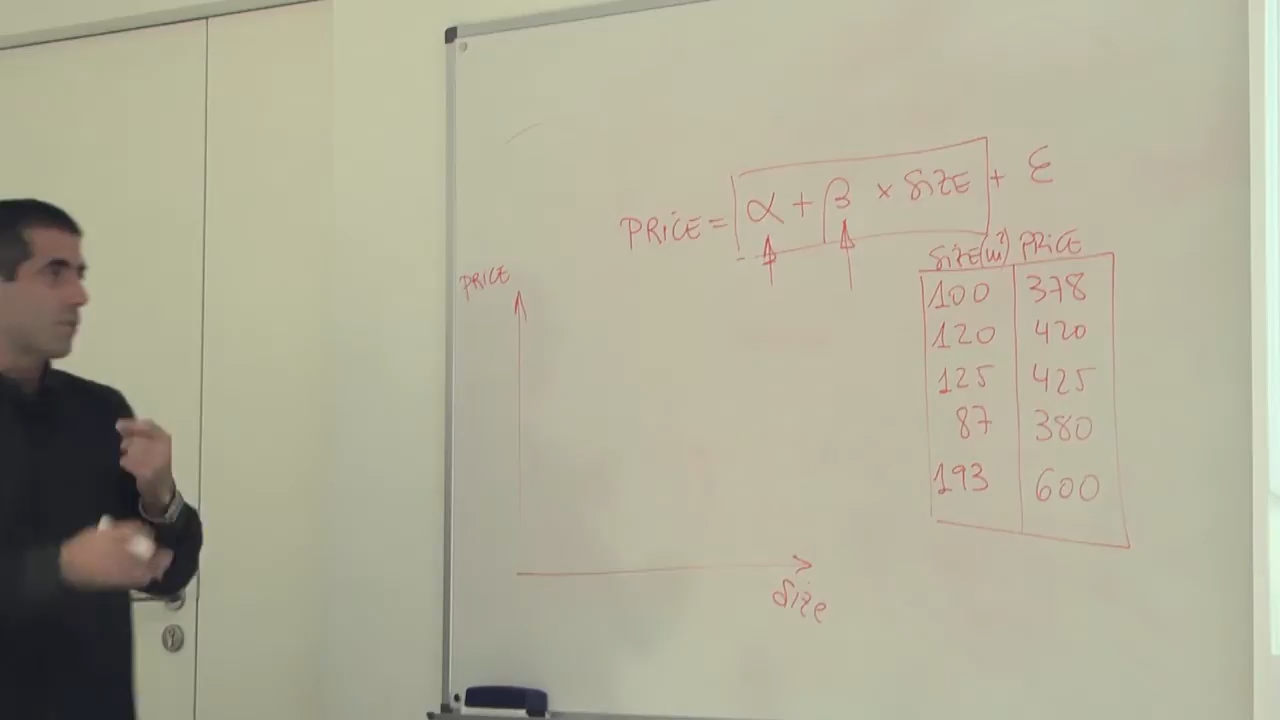 PRICE = α + β × SIZE + ε
SIZE(m²) PRICE
100 378
120 420
125 425
87 380
193 600
PRICE
Size